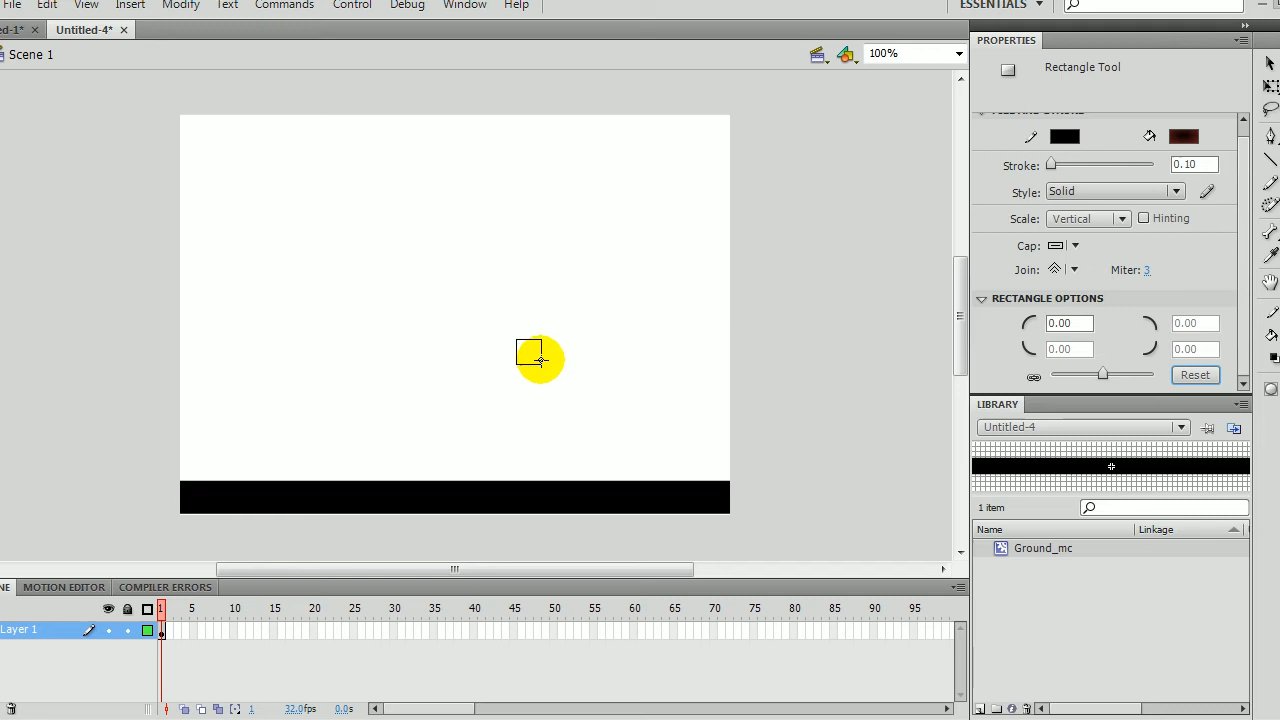 File Edit View Insert Modify Text Commands Control Debug Window Help ESSENTIALS
ed-1* × Untitled-4* ×
Scene 1 100%
PROPERTIES
Rectangle Tool
Stroke: 0.10
Style: Solid
Scale: Vertical Hinting
Cap:
Join: Miter: 3
RECTANGLE OPTIONS
0.00 0.00
0.00 0.00
Reset
LIBRARY
Untitled-4
1 item
Name Linkage
Ground_mc
NE MOTION EDITOR COMPILER ERRORS
1 5 10 15 20 25 30 35 40 45 50 55 60 65 70 75 80 85 90 95
Layer 1
1 32.0fps 0.0s